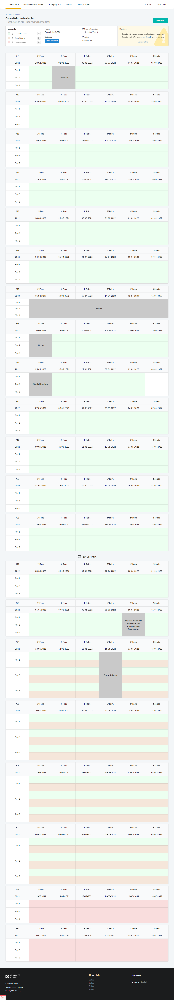 Calendários Unidades Curriculares UCs Agrupadas Cursos Configurações 2021/22 GOP Sair
Voltar à lista
Calendário de Avaliação
(Licenciatura em Engenharia Mecânica)
Submeter
Legenda
Época Periódica
Época Normal
Época Recurso
Fase:
Em edição (GOP)
Estado:
Não Publicado
Última alteração:
12 July, 2022 01:01
Versão:
Versão 0.0
Revisão:
Existem 0 elementos de avaliação por submeter.
Existem 20 UCs com métodos por preencher.
ver detalhe
#9 2ª Feira 3ª Feira 4ª Feira 5ª Feira 6ª Feira Sábado
2022 28-02-2022 01-03-2022 02-03-2022 03-03-2022 04-03-2022 05-03-2022
Ano 1
Ano 2 Carnaval
Ano 3
#10 2ª Feira 3ª Feira 4ª Feira 5ª Feira 6ª Feira Sábado
2022 07-03-2022 08-03-2022 09-03-2022 10-03-2022 11-03-2022 12-03-2022
Ano 1
Ano 2
Ano 3
#11 2ª Feira 3ª Feira 4ª Feira 5ª Feira 6ª Feira Sábado
2022 14-03-2022 15-03-2022 16-03-2022 17-03-2022 18-03-2022 19-03-2022
Ano 1
Ano 2
Ano 3
#12 2ª Feira 3ª Feira 4ª Feira 5ª Feira 6ª Feira Sábado
2022 21-03-2022 22-03-2022 23-03-2022 24-03-2022 25-03-2022 26-03-2022
Ano 1
Ano 2
Ano 3
#13 2ª Feira 3ª Feira 4ª Feira 5ª Feira 6ª Feira Sábado
2022 28-03-2022 29-03-2022 30-03-2022 31-03-2022 01-04-2022 02-04-2022
Ano 1
Ano 2
Ano 3
#14 2ª Feira 3ª Feira 4ª Feira 5ª Feira 6ª Feira Sábado
2022 04-04-2022 05-04-2022 06-04-2022 07-04-2022 08-04-2022 09-04-2022
Ano 1
Ano 2
Ano 3
#15 2ª Feira 3ª Feira 4ª Feira 5ª Feira 6ª Feira Sábado
2022 11-04-2022 12-04-2022 13-04-2022 14-04-2022 15-04-2022 16-04-2022
Ano 1
Ano 2 Páscoa
Ano 3
#16 2ª Feira 3ª Feira 4ª Feira 5ª Feira 6ª Feira Sábado
2022 18-04-2022 19-04-2022 20-04-2022 21-04-2022 22-04-2022 23-04-2022
Ano 1
Ano 2 Páscoa
Ano 3
#17 2ª Feira 3ª Feira 4ª Feira 5ª Feira 6ª Feira Sábado
2022 25-04-2022 26-04-2022 27-04-2022 28-04-2022 29-04-2022 30-04-2022
Ano 1
Ano 2 Dia da Liberdade
Ano 3
#18 2ª Feira 3ª Feira 4ª Feira 5ª Feira 6ª Feira Sábado
2022 02-05-2022 03-05-2022 04-05-2022 05-05-2022 06-05-2022 07-05-2022
Ano 1
Ano 2
Ano 3
#19 2ª Feira 3ª Feira 4ª Feira 5ª Feira 6ª Feira Sábado
2022 09-05-2022 10-05-2022 11-05-2022 12-05-2022 13-05-2022 14-05-2022
Ano 1
Ano 2
Ano 3
#20 2ª Feira 3ª Feira 4ª Feira 5ª Feira 6ª Feira Sábado
2022 16-05-2022 17-05-2022 18-05-2022 19-05-2022 20-05-2022 21-05-2022
Ano 1
Ano 2
Ano 3
#21 2ª Feira 3ª Feira 4ª Feira 5ª Feira 6ª Feira Sábado
2022 23-05-2022 24-05-2022 25-05-2022 26-05-2022 27-05-2022 28-05-2022
Ano 1
Ano 2
Ano 3
10ª SEMANA
#22 2ª Feira 3ª Feira 4ª Feira 5ª Feira 6ª Feira Sábado
2022 30-05-2022 31-05-2022 01-06-2022 02-06-2022 03-06-2022 04-06-2022
Ano 1
Ano 2
Ano 3
#23 2ª Feira 3ª Feira 4ª Feira 5ª Feira 6ª Feira Sábado
2022 06-06-2022 07-06-2022 08-06-2022 09-06-2022 10-06-2022 11-06-2022
Ano 1
Ano 2
Ano 3
Dia de Camões, de
Portugal e das
Comunidades
Portuguesas
#24 2ª Feira 3ª Feira 4ª Feira 5ª Feira 6ª Feira Sábado
2022 13-06-2022 14-06-2022 15-06-2022 16-06-2022 17-06-2022 18-06-2022
Ano 1
Ano 2 Corpo de Deus
Ano 3
#25 2ª Feira 3ª Feira 4ª Feira 5ª Feira 6ª Feira Sábado
2022 20-06-2022 21-06-2022 22-06-2022 23-06-2022 24-06-2022 25-06-2022
Ano 1
Ano 2
Ano 3
#26 2ª Feira 3ª Feira 4ª Feira 5ª Feira 6ª Feira Sábado
2022 27-06-2022 28-06-2022 29-06-2022 30-06-2022 01-07-2022 02-07-2022
Ano 1
Ano 2
Ano 3
#27 2ª Feira 3ª Feira 4ª Feira 5ª Feira 6ª Feira Sábado
2022 04-07-2022 05-07-2022 06-07-2022 07-07-2022 08-07-2022 09-07-2022
Ano 1
Ano 2
Ano 3
#28 2ª Feira 3ª Feira 4ª Feira 5ª Feira 6ª Feira Sábado
2022 11-07-2022 12-07-2022 13-07-2022 14-07-2022 15-07-2022 16-07-2022
Ano 1
Ano 2
Ano 3
#29 2ª Feira 3ª Feira 4ª Feira 5ª Feira 6ª Feira Sábado
2022 18-07-2022 19-07-2022 20-07-2022 21-07-2022 22-07-2022 23-07-2022
Ano 1
Ano 2
Ano 3
POLITÉCNICO
DE LEIRIA
CONTACTOS
Links Úteis
Sobre
Sobre
Sobre
Sobre
Linguagem
Português English